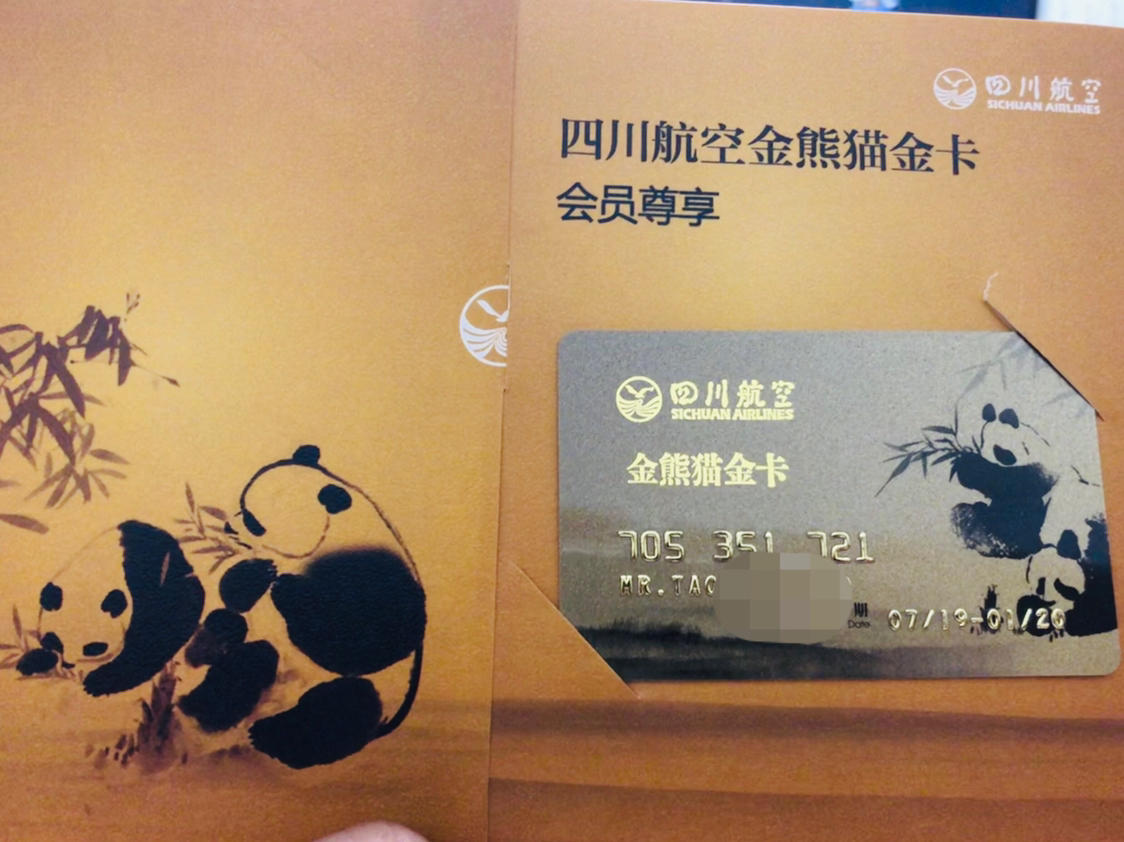 四川航空
SICHUAN AIRLINES
四川航空金熊猫金卡
会员尊享
四川航空
SICHUAN AIRLINES
金熊猫金卡
705 351 721
MR.TAO
期
Date
07/19-01/20